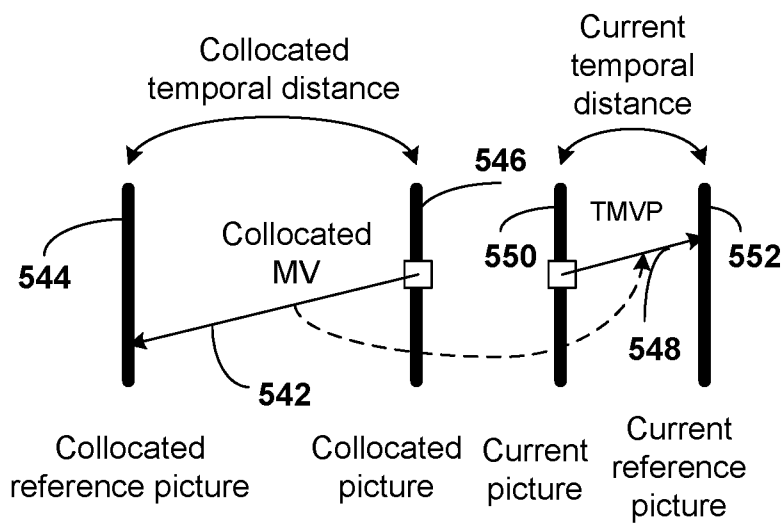 Collocated
temporal distance
Current
temporal
distance
546
TMVP
544
Collocated
MV
550
552
548
542
Collocated
reference picture
Collocated
picture
Current
picture
Current
reference
picture